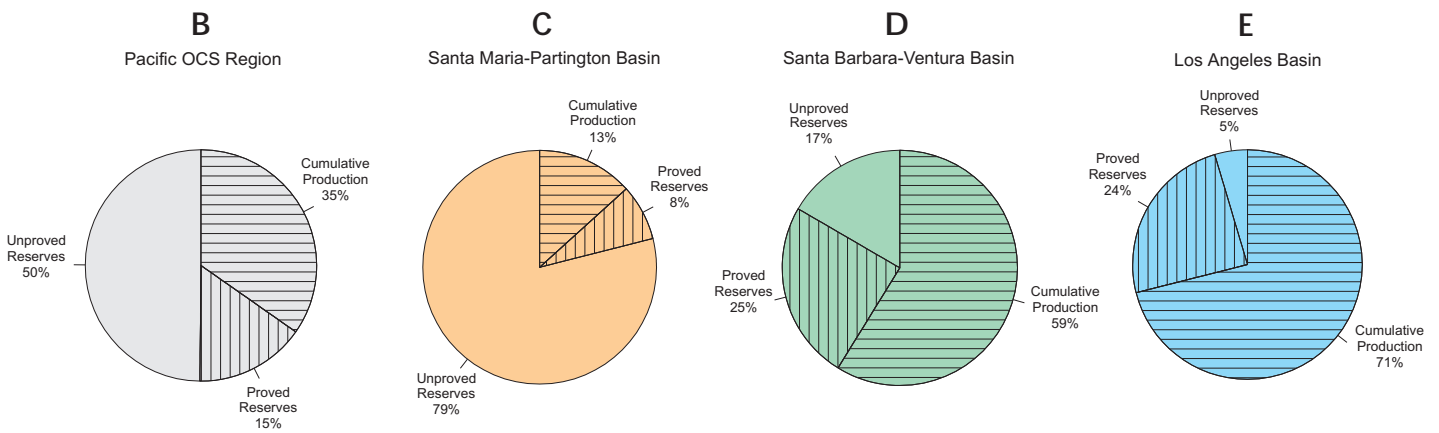 B
Pacific OCS Region
Cumulative
Production
35%
Unproved
Reserves
50%
Proved
Reserves
15%
C
Santa Maria-Partington Basin
Cumulative
Production
13%
Proved
Reserves
8%
Unproved
Reserves
79%
D
Santa Barbara-Ventura Basin
Unproved
Reserves
17%
Proved
Reserves
25%
Cumulative
Production
59%
E
Los Angeles Basin
Unproved
Reserves
5%
Proved
Reserves
24%
Cumulative
Production
71%